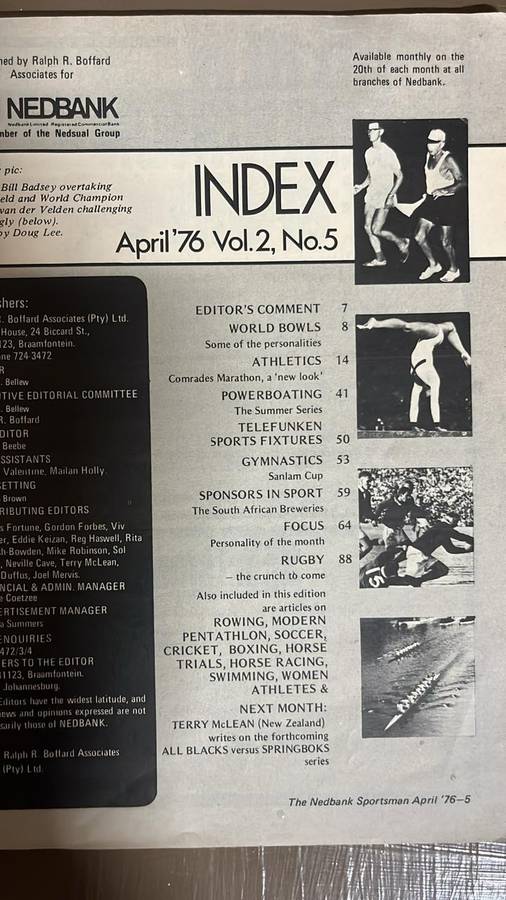 ned by Ralph R. Boffard
Associates for
NEDBANK
Nedbank Limited Registered Commercial Bank
nber of the Nedsual Group
Available monthly on the
20th of each month at all
branches of Nedbank.
pic:
Bill Badsey overtaking
eld and World Champion
van der Velden challenging
gly (below).
by Doug Lee.
INDEX
April '76 Vol.2, No.5
shers:
R. Boffard Associates (Pty) Ltd.
House, 24 Biccard St.,
123, Braamfontein.
one 724-3472
R
. Bellew
TIVE EDITORIAL COMMITTEE
. Bellew
R. Boffard
DITOR
Beebe
SSISTANTS
Valentine, Mailan Holly.
SETTING
Brown
RIBUTING EDITORS
s Fortune, Gordon Forbes, Viv
er, Eddie Keizan, Reg Haswell, Rita
h-Bowden, Mike Robinson, Sol
, Neville Cave, Terry McLean,
Duffus, Joel Mervis.
NCIAL & ADMIN. MANAGER
e Coetzee
ERTISEMENT MANAGER
a Summers
ENQUIRIES
472/3/4
ERS TO THE EDITOR
1123, Braamfontein.
Johannesburg.
Editors have the widest latitude, and
iews and opinions expressed are not
sarily those of NEDBANK.
Ralph R. Boffard Associates
(Pty) Ltd.
EDITOR'S COMMENT 7
WORLD BOWLS 8
Some of the personalities
ATHLETICS 14
Comrades Marathon, a 'new look'
POWERBOATING 41
The Summer Series
TELEFUNKEN
SPORTS FIXTURES 50
GYMNASTICS 53
Sanlam Cup
SPONSORS IN SPORT 59
The South African Breweries
FOCUS 64
Personality of the month
RUGBY 88
– the crunch to come
Also included in this edition
are articles on
ROWING, MODERN
PENTATHLON, SOCCER,
CRICKET, BOXING, HORSE
TRIALS, HORSE RACING,
SWIMMING, WOMEN
ATHLETES &
NEXT MONTH:
TERRY McLEAN (New Zealand)
writes on the forthcoming
ALL BLACKS versus SPRINGBOKS
series
15
The Nedbank Sportsman April '76–5